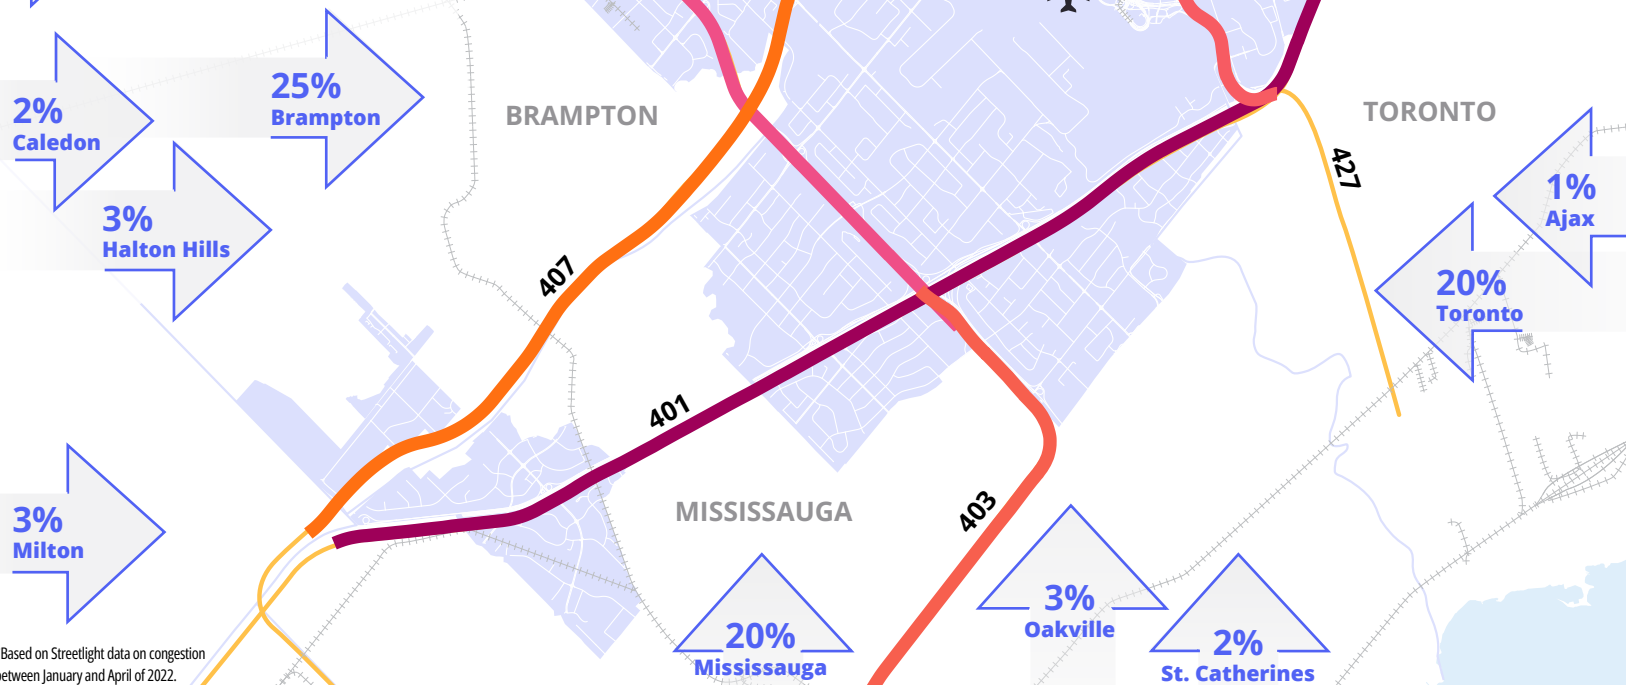 25%
Brampton
2%
Caledon
BRAMPTON
TORONTO
427
1%
Ajax
3%
Halton Hills
407
20%
Toronto
401
3%
Milton
MISSISSAUGA
403
3%
Oakville
20%
Mississauga
2%
St. Catherines
Based on Streetlight data on congestion
etween January and April of 2022.